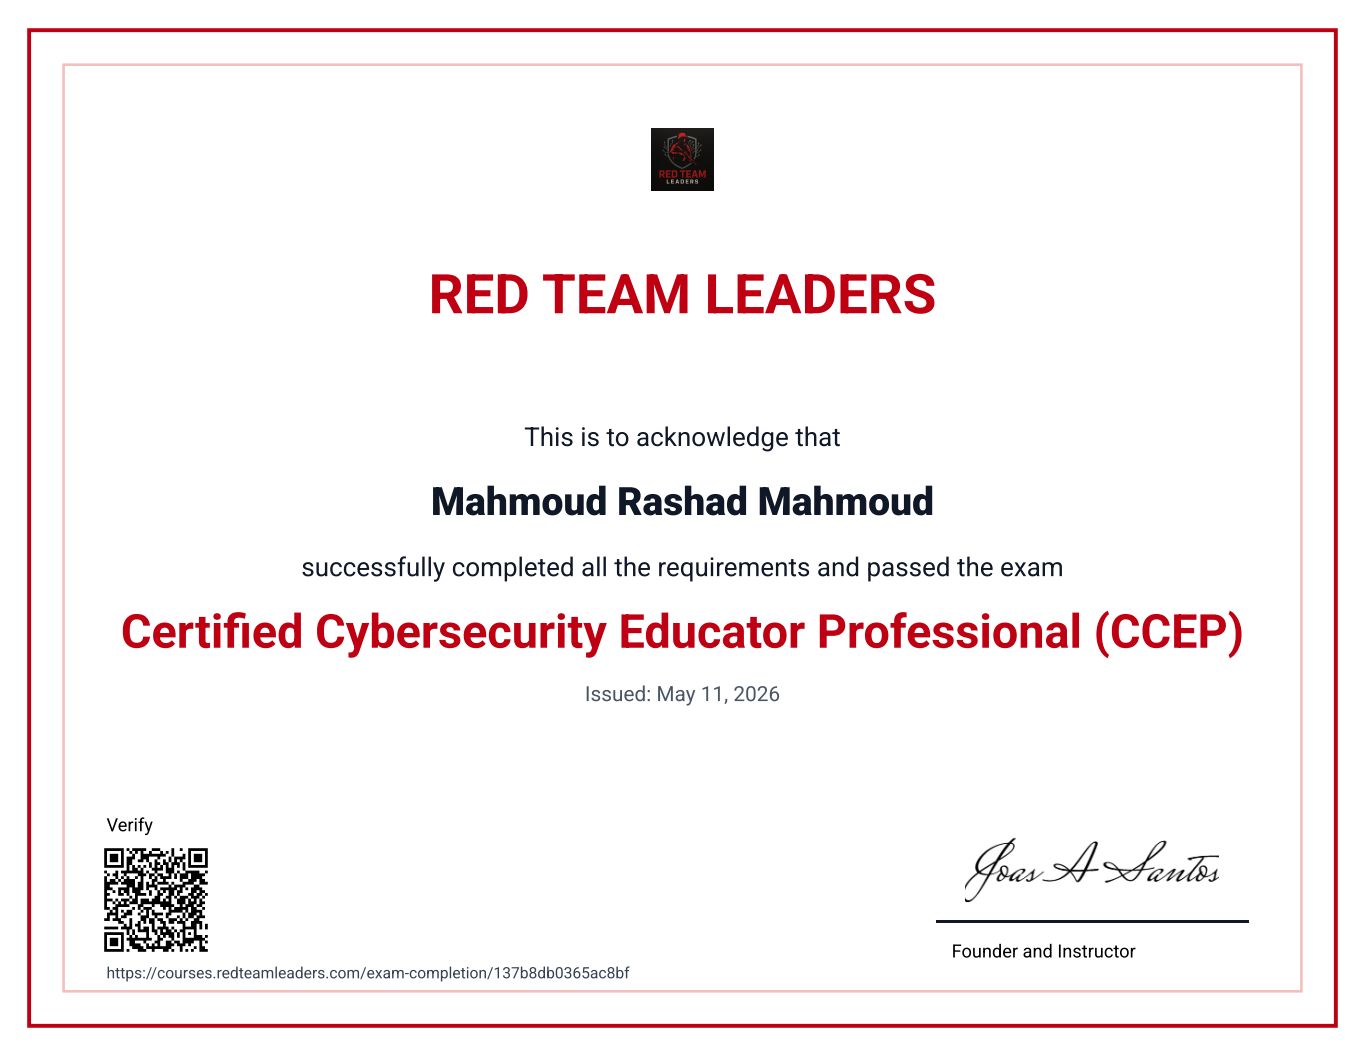 RED TEAM
LEADERS
RED TEAM LEADERS
This is to acknowledge that
Mahmoud Rashad Mahmoud
successfully completed all the requirements and passed the exam
Certified Cybersecurity Educator Professional (CCEP)
Issued: May 11, 2026
Verify
https://courses.redteamleaders.com/exam-completion/137b8db0365ac8bf
Joas A Santos
Founder and Instructor